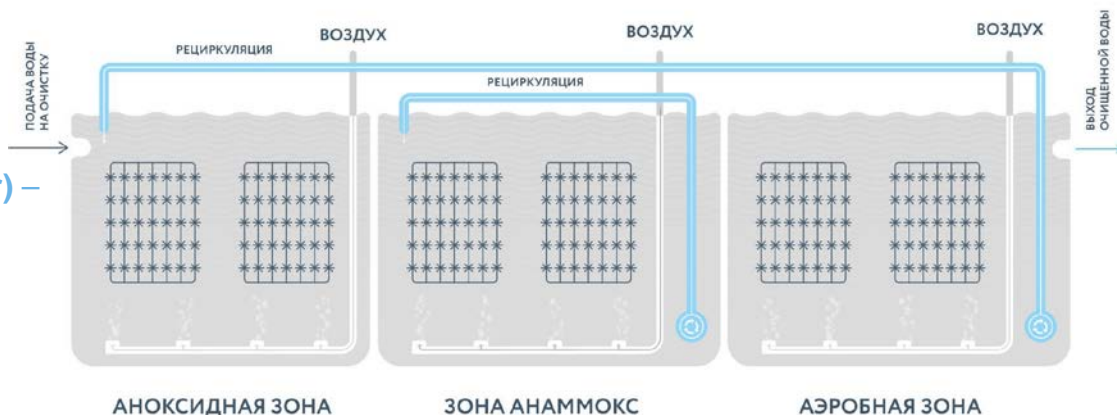 ПОДАЧА ВОДЫ
НА ОЧИСТКУ
РЕЦИРКУЛЯЦИЯ
ВОЗДУХ
РЕЦИРКУЛЯЦИЯ
ВОЗДУХ
ВОЗДУХ
ВЫХОД
ОЧИЩЕННОЙ ВОДЫ
) –
АНОКСИДНАЯ ЗОНА
ЗОНА АНАММОКС
АЭРОБНАЯ ЗОНА